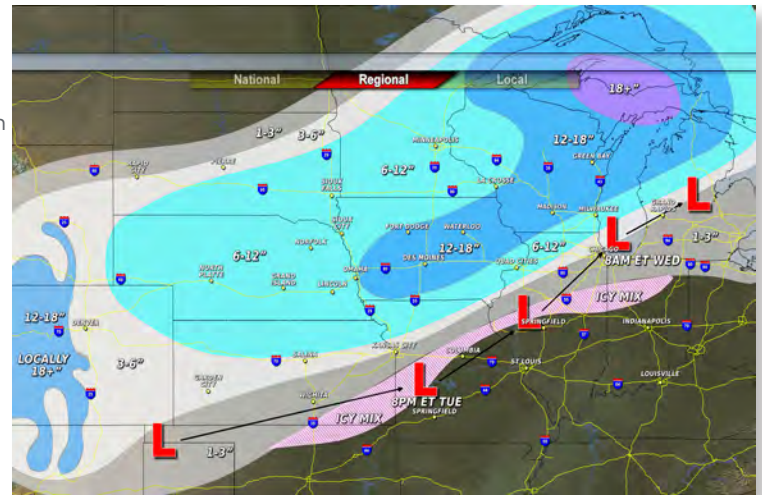 National Regional Local
18+"
1-3" 3-6"
MINNEAPOLIS
12-18"
GREEN BAY
RAPID CITY
PIERRE
6-12"
SIOUX FALLS
LA CROSSE
MADISON
MILWAUKEE
GRAND RAPIDS
L
SIOUX CITY
FORT DODGE
WATERLOO
L
1-3"
6-12"
NORFOLK
12-18"
6-12"
CHICAGO
8AM ET WED
DES MOINES
QUAD CITIES
NORTH PLATTE
GRAND ISLAND
LINCOLN
OMAHA
ICY MIX
12-18"
DENVER
L
SPRINGFIELD
INDIANAPOLIS
LOCALLY
18+"
3-6"
SALINA
KANSAS CITY
COLUMBIA
ST LOUIS
GARDEN CITY
WICHITA
L
8PM ET TUE
SPRINGFIELD
LOUISVILLE
ICY MIX
L
1-3"